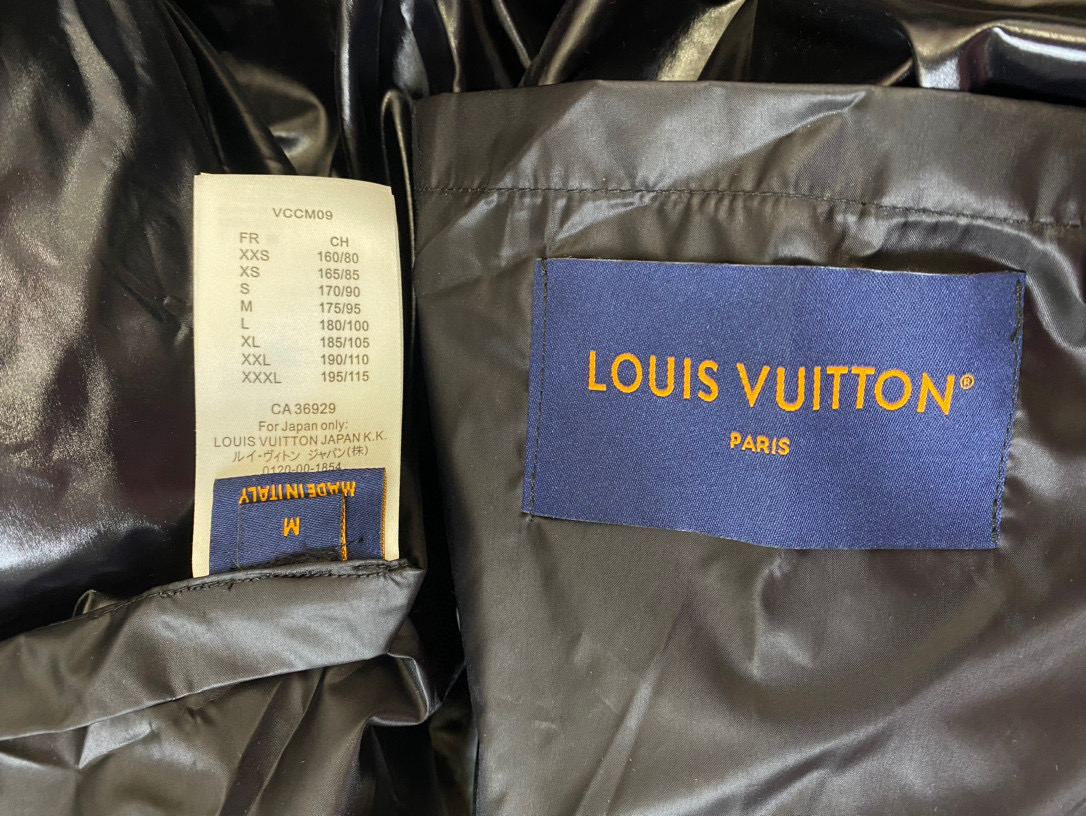 VCCM09
FR CH
XXS 160/80
XS 165/85
S 170/90
M 175/95
L 180/100
XL 185/105
XXL 190/110
XXXL 195/115
CA36929
For Japan only:
LOUIS VUITTON JAPAN K.K.
ルイ・ヴィトン ジャパン(株)
0120-00-1854
MADE IN ITALY
M
LOUIS VUITTON®
PARIS